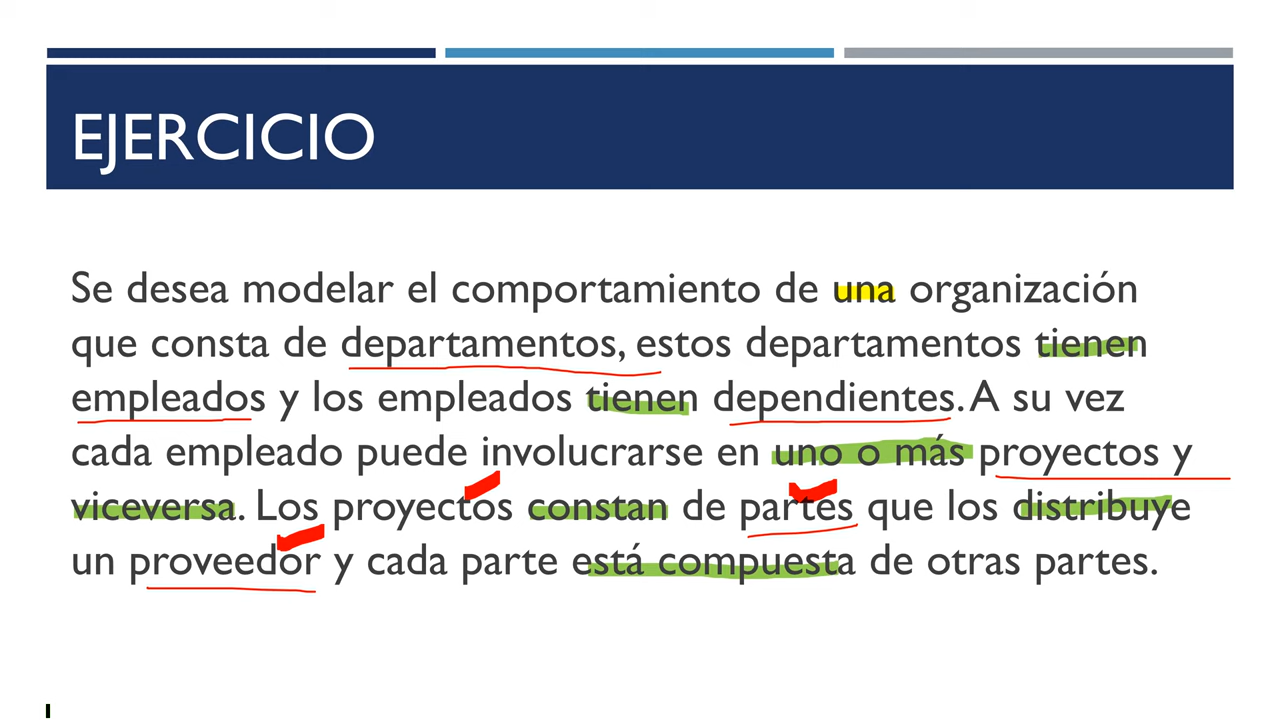 EJERCICIO
Se desea modelar el comportamiento de una organización
que consta de departamentos, estos departamentos tienen
empleados y los empleados tienen dependientes. A su vez
cada empleado puede involucrarse en uno o más proyectos y
viceversa. Los proyectos constan de partes que los distribuye
un proveedor y cada parte está compuesta de otras partes.